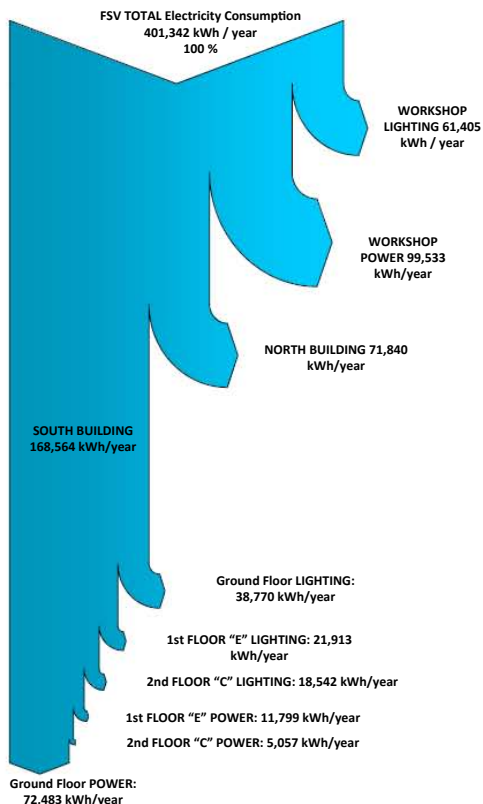 FSV TOTAL Electricity Consumption
401,342 kWh / year
100 %
WORKSHOP
LIGHTING 61,405
kWh / year
WORKSHOP
POWER 99,533
kWh/year
NORTH BUILDING 71,840
kWh/year
SOUTH BUILDING
168,564 kWh/year
Ground Floor LIGHTING:
38,770 kWh/year
1st FLOOR “E” LIGHTING: 21,913
kWh/year
2nd FLOOR “C” LIGHTING: 18,542 kWh/year
1st FLOOR “E” POWER: 11,799 kWh/year
2nd FLOOR “C” POWER: 5,057 kWh/year
Ground Floor POWER:
72,483 kWh/year